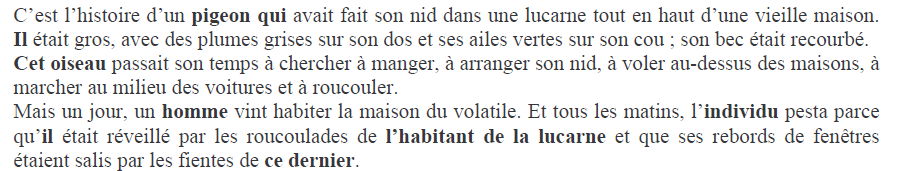 C’est l’histoire d’un pigeon qui avait fait son nid dans une lucarne tout en haut d’une vieille maison.
Il était gros, avec des plumes grises sur son dos et ses ailes vertes sur son cou ; son bec était recourbé.
Cet oiseau passait son temps à chercher à manger, à arranger son nid, à voler au-dessus des maisons, à
marcher au milieu des voitures et à roucouler.
Mais un jour, un homme vint habiter la maison du volatile. Et tous les matins, l’individu pesta parce
qu’il était réveillé par les roucoulades de l’habitant de la lucarne et que ses rebords de fenêtres
étaient salis par les fientes de ce dernier.